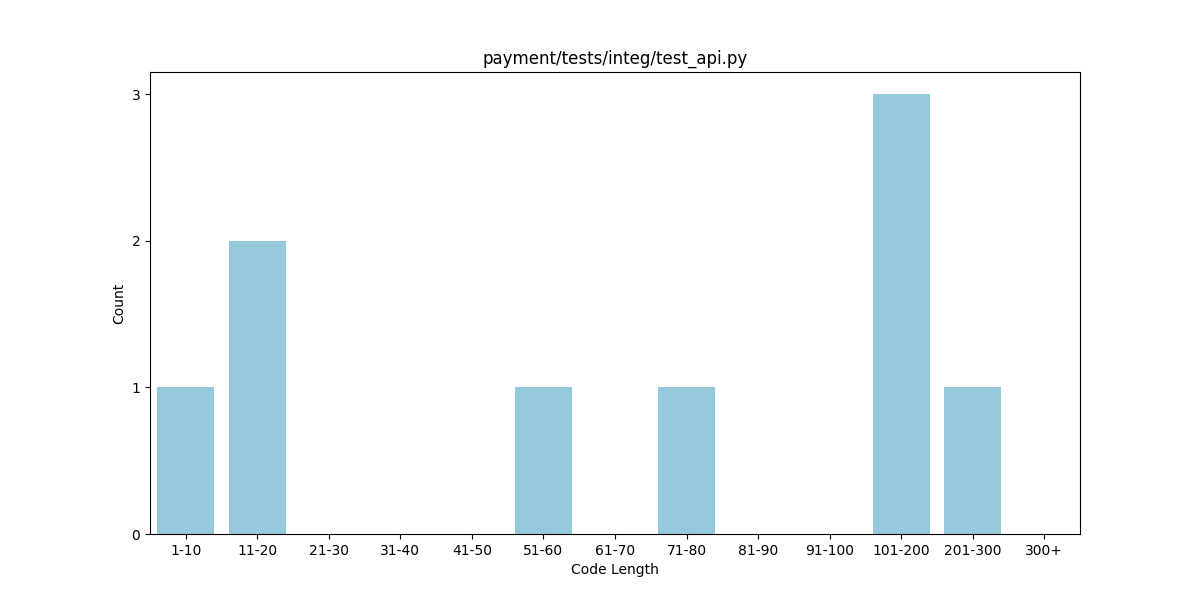 payment/tests/integ/test_api.py
3
2
1
0
Count
1-10 11-20 21-30 31-40 41-50 51-60 61-70 71-80 81-90 91-100 101-200 201-300 300+
Code Length